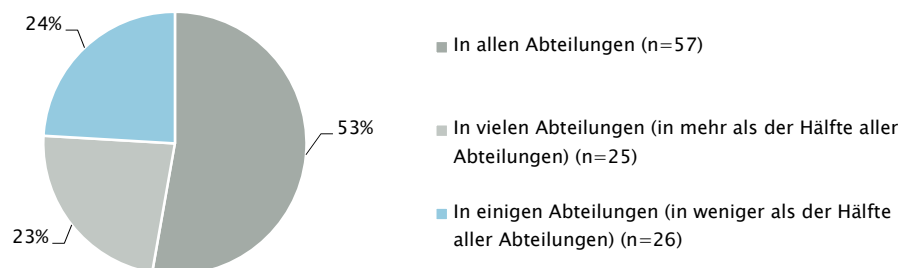 24%
In allen Abteilungen (n=57)
53%
In vielen Abteilungen (in mehr als der Hälfte aller
Abteilungen) (n=25)
In einigen Abteilungen (in weniger als der Hälfte
aller Abteilungen) (n=26)
23%